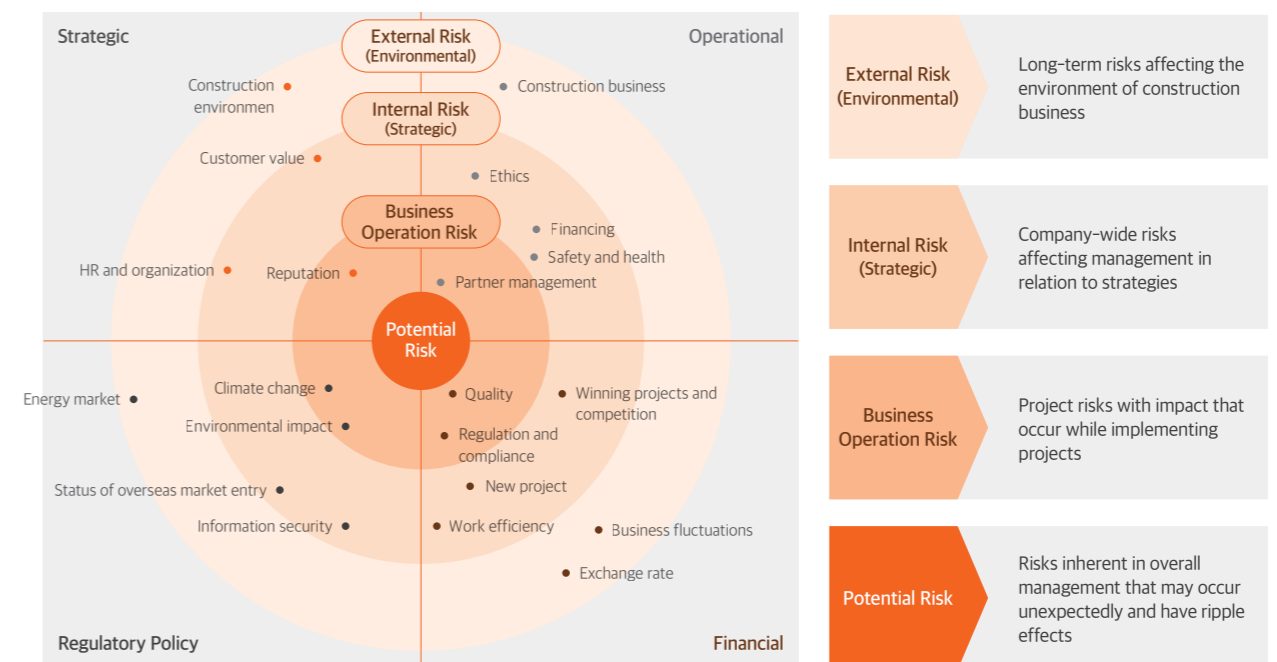 Strategic
Operational
External Risk
(Environmental)
Construction
environmen
Construction business
Internal Risk
(Strategic)
Customer value
Ethics
Business
Operation Risk
Financing
Safety and health
HR and organization
Reputation
Partner management
Potential
Risk
Climate change
Quality
Winning projects and
competition
Energy market
Environmental impact
Regulation and
compliance
Status of overseas market entry
New project
Information security
Work efficiency
Business fluctuations
Exchange rate
Regulatory Policy
Financial
External Risk
(Environmental)
Long-term risks affecting the
environment of construction
business
Internal Risk
(Strategic)
Company-wide risks
affecting management in
relation to strategies
Business
Operation Risk
Project risks with impact that
occur while implementing
projects
Potential Risk
Risks inherent in overall
management that may occur
unexpectedly and have ripple
effects